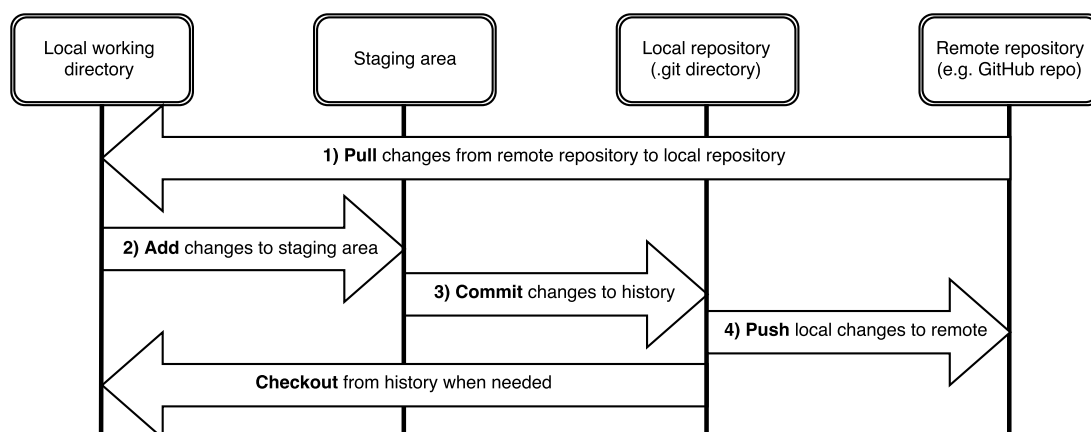 Local working
directory
Staging area
Local repository
(.git directory)
Remote repository
(e.g. GitHub repo)
1) Pull changes from remote repository to local repository
2) Add changes to staging area
3) Commit changes to history
4) Push local changes to remote
Checkout from history when needed